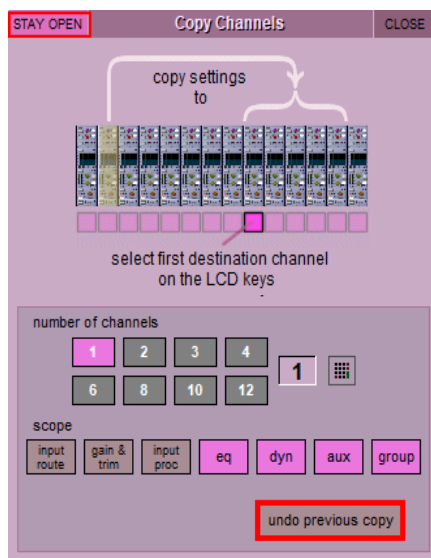 STAY OPEN
Copy Channels
CLOSE
copy settings
to
select first destination channel
on the LCD keys
number of channels
1 2 3 4
6 8 10 12
1
scope
input route
gain & trim
input proc
eq
dyn
aux
group
undo previous copy